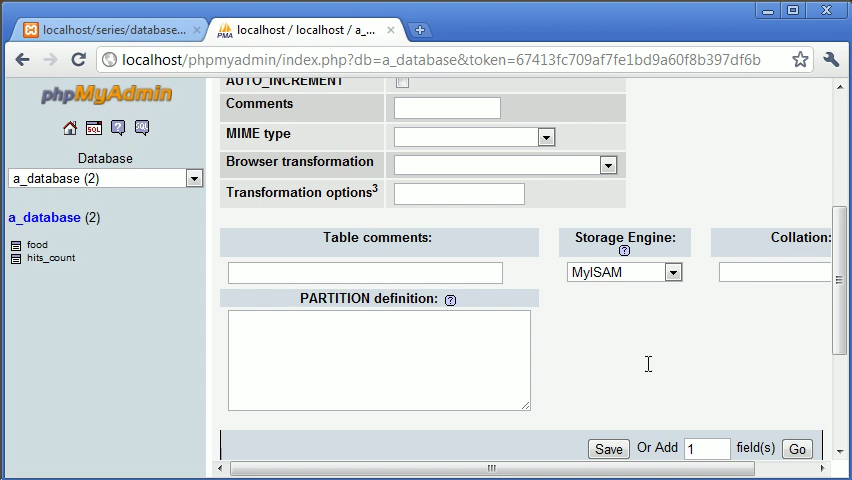 localhost/series/database...
localhost / localhost / a_...
localhost/phpmyadmin/index.php?db=a_database&token=67413fc709af7fe1bd9a60f8b397df6b
phpMyAdmin
SQL
Database
a_database (2)
a_database (2)
food
hits_count
AUTO_INCREMENT
Comments
MIME type
Browser transformation
Transformation options3
Table comments:
Storage Engine:
Collation:
MyISAM
PARTITION definition:
Save Or Add 1 field(s) Go